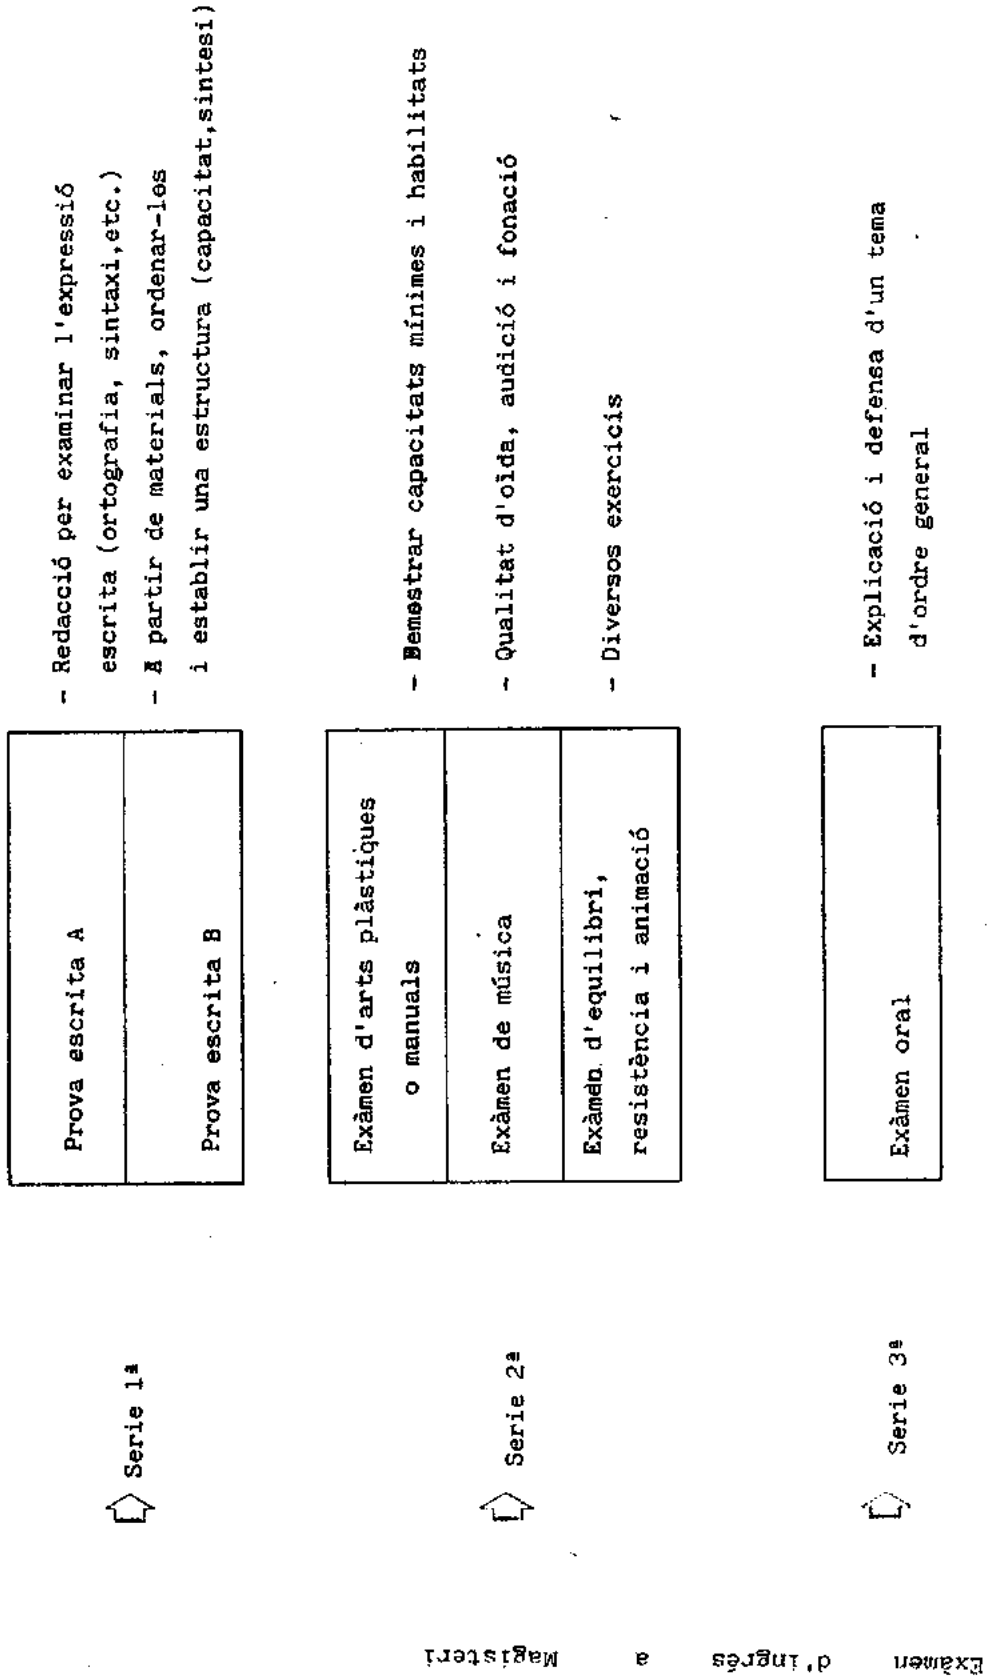 Exàmen
d'ingrés
a
Magisteri
Serie 1ª
Prova escrita A
- Redacció per examinar l'expressió
escrita (ortografia, sintaxi,etc.)
Prova escrita B
- A partir de materials, ordenar-les
i establir una estructura (capacitat,sintesi)
Serie 2ª
Exàmen d'arts plàstiques
o manuals
- Demostrar capacitats mínimes i habilitats
Exàmen de música
- Qualitat d'oïda, audició i fonació
Exàmen d'equilibri,
resistència i animació
- Diversos exercicis
Serie 3ª
Exàmen oral
- Explicació i defensa d'un tema
d'ordre general